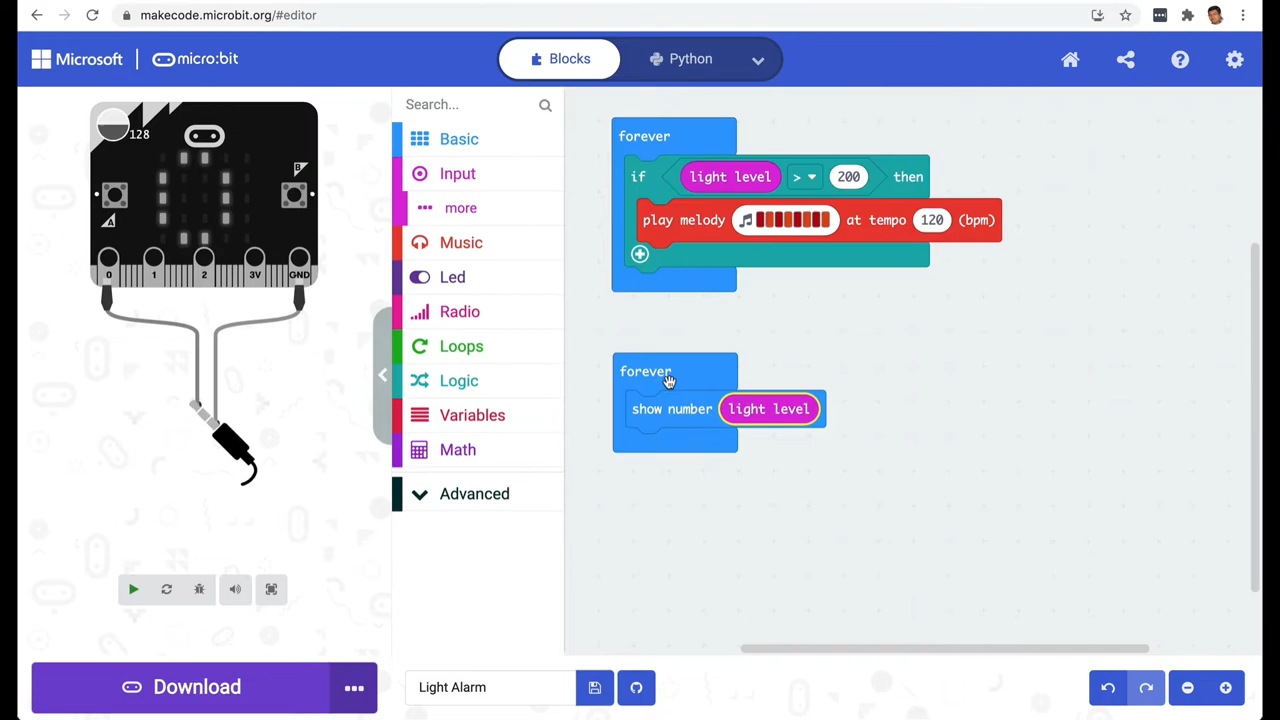 makecode.microbit.org/#editor
Microsoft
micro:bit
Blocks
Python
128
B
A
0 1 2 3V GND
Search...
Basic
Input
more
Music
Led
Radio
Loops
Logic
Variables
Math
Advanced
forever
if light level > 200 then
play melody at tempo 120 (bpm)
forever
show number light level
Download
Light Alarm